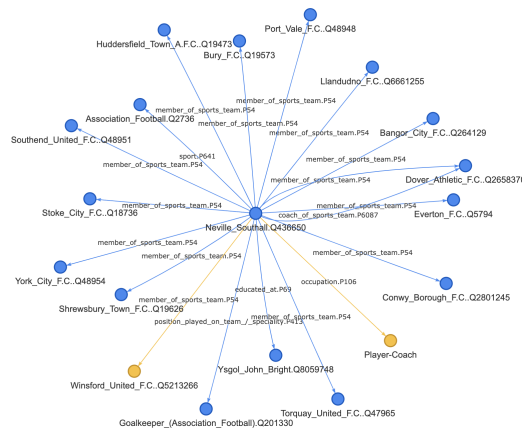 Port_Vale_F.C..Q48948
Huddersfield_Town_A.F.C..Q19473
Bury_F.C..Q19573
Llandudno_F.C..Q6661255
member_of_sports_team.P54
member_of_sports_team.P54
Association_Football.Q2736
member_of_sports_team.P54
Bangor_City_F.C..Q264129
member_of_sports_team.P54
Southend_United_F.C..Q48951
sport.P641
member_of_sports_team.P54
member_of_sports_team.P54
member_of_sports_team.P54
Dover_Athletic_F.C..Q2658370
member_of_sports_team.P54
member_of_sports_team.P54
Stoke_City_F.C..Q18736
Everton_F.C..Q5794
coach_of_sports_team.P6087
Neville_Southall.Q436650
member_of_sports_team.P54
member_of_sports_team.P54
member_of_sports_team.P54
York_City_F.C..Q48954
occupation.P106
educated_at.P69
Conwy_Borough_F.C..Q2801245
member_of_sports_team.P54
Shrewsbury_Town_F.C..Q19626
member_of_sports_team.P54
position_played_on_team_/_speciality.P413
Player-Coach
Ysgol_John_Bright.Q8059748
Winsford_United_F.C..Q5213266
Torquay_United_F.C..Q47965
Goalkeeper_(Association_Football).Q201330